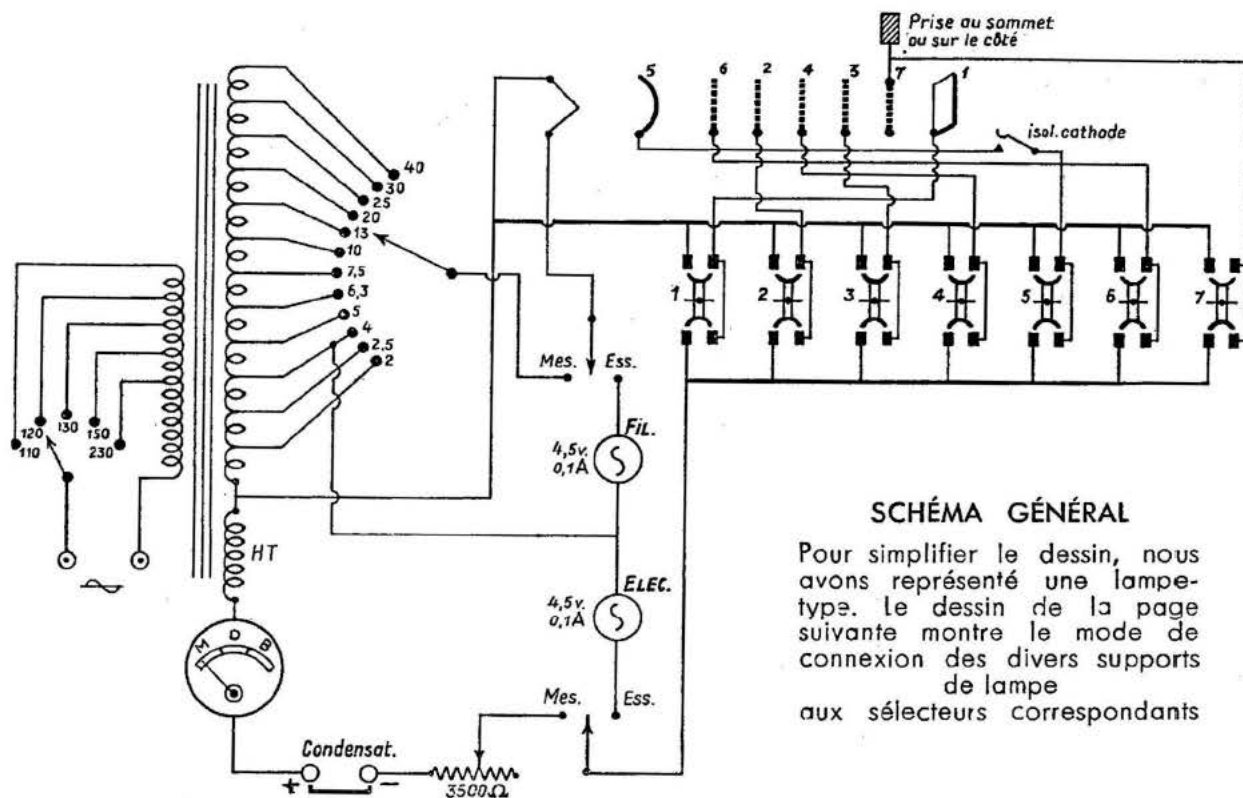 Prise au sommet
ou sur le côté
5 6 2 4 3 7 1
isol. cathode
40
30
25
20
13
10
7,5
6,3
5
4
2,5
2
110 120 130 150 230
HT
M D B
1 2 3 4 5 6 7
Mes. Ess.
Fil.
4,5v.
0,1A
ELEC.
4,5v.
0,1A
Mes. Ess.
Condensat.
+ -
3500Ω
SCHÉMA GÉNÉRAL
Pour simplifier le dessin, nous
avons représenté une lampe-
type. Le dessin de la page
suivante montre le mode de
connexion des divers supports
de lampe
aux sélecteurs correspondants